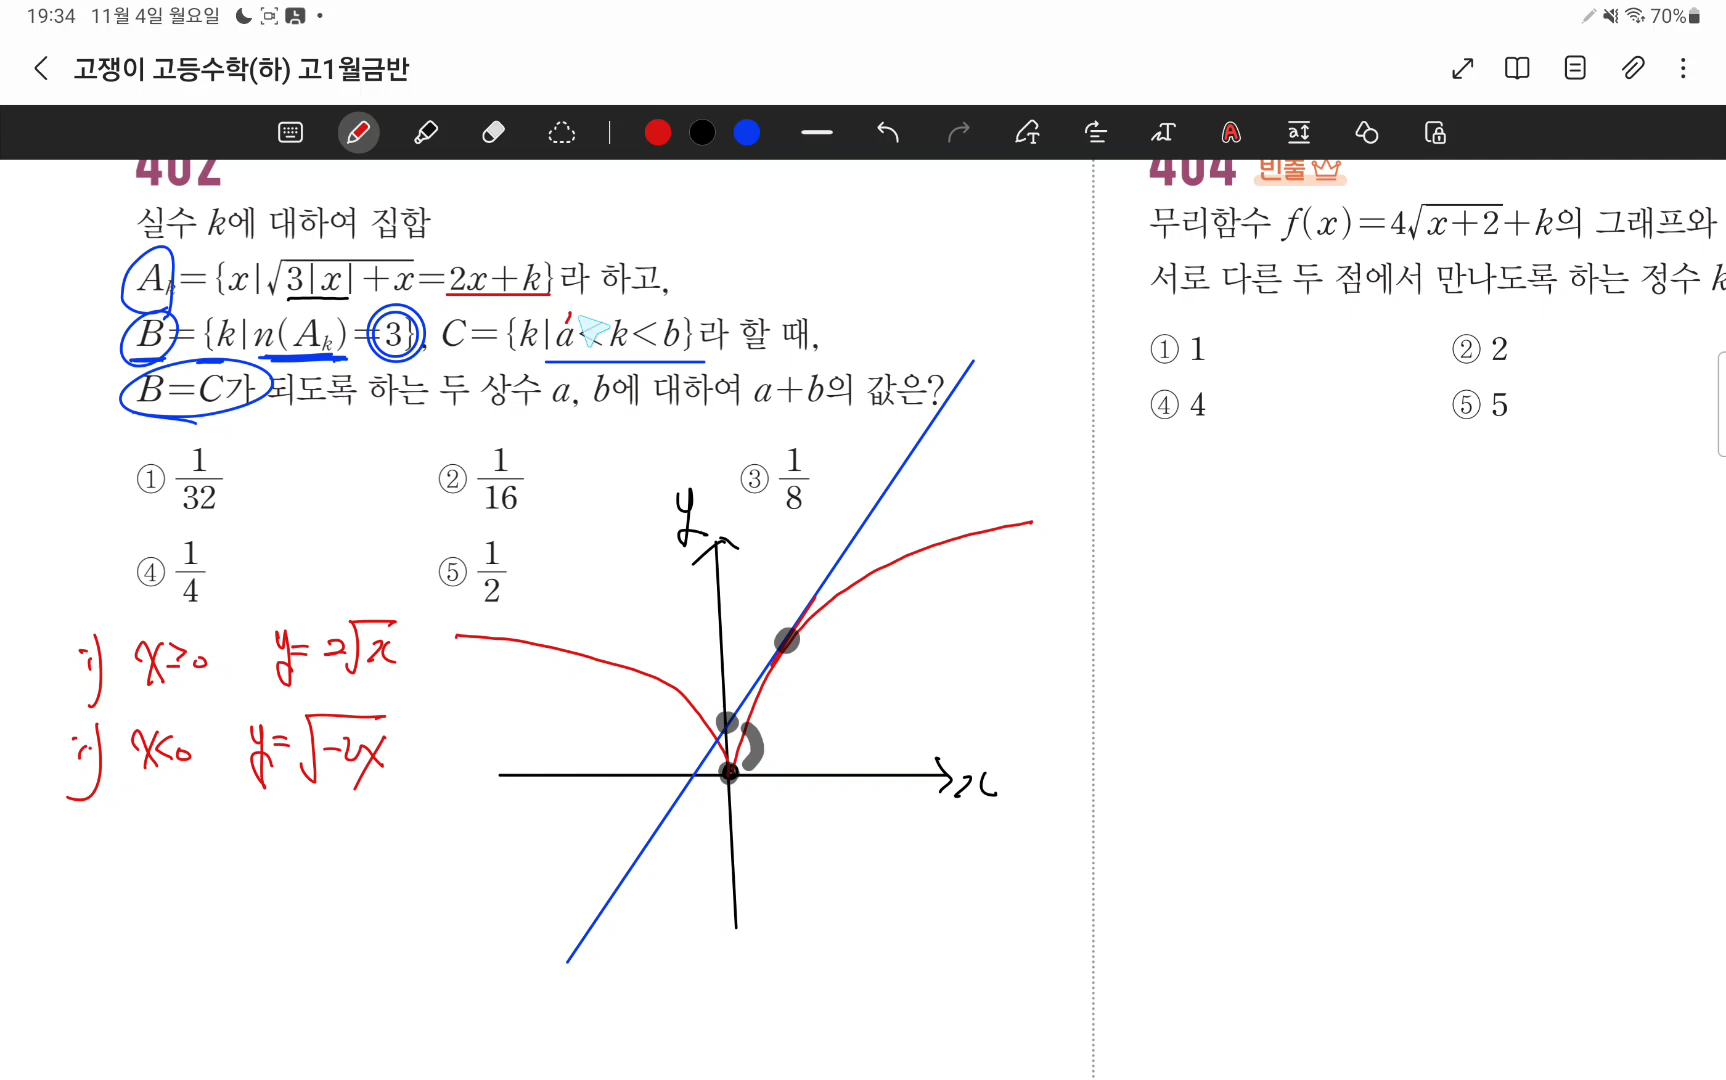 19:34 11월 4일 월요일
70%
고쟁이 고등수학(하) 고1월금반
402
실수 k에 대하여 집합
A_k={x|√(3|x|+x)=2x+k}라 하고,
B={k|n(A_k)=3}, C={k|a<k<b}라 할 때,
B=C가 되도록 하는 두 상수 a, b에 대하여 a+b의 값은?
① 1/32 ② 1/16 ③ 1/8
④ 1/4 ⑤ 1/2
i) x≥0 y=2√x
ii) x<0 y=√(-2x)
y
x
404 빈출
무리함수 f(x)=4√(x+2)+k의 그래프와
서로 다른 두 점에서 만나도록 하는 정수 k
① 1 ② 2
④ 4 ⑤ 5